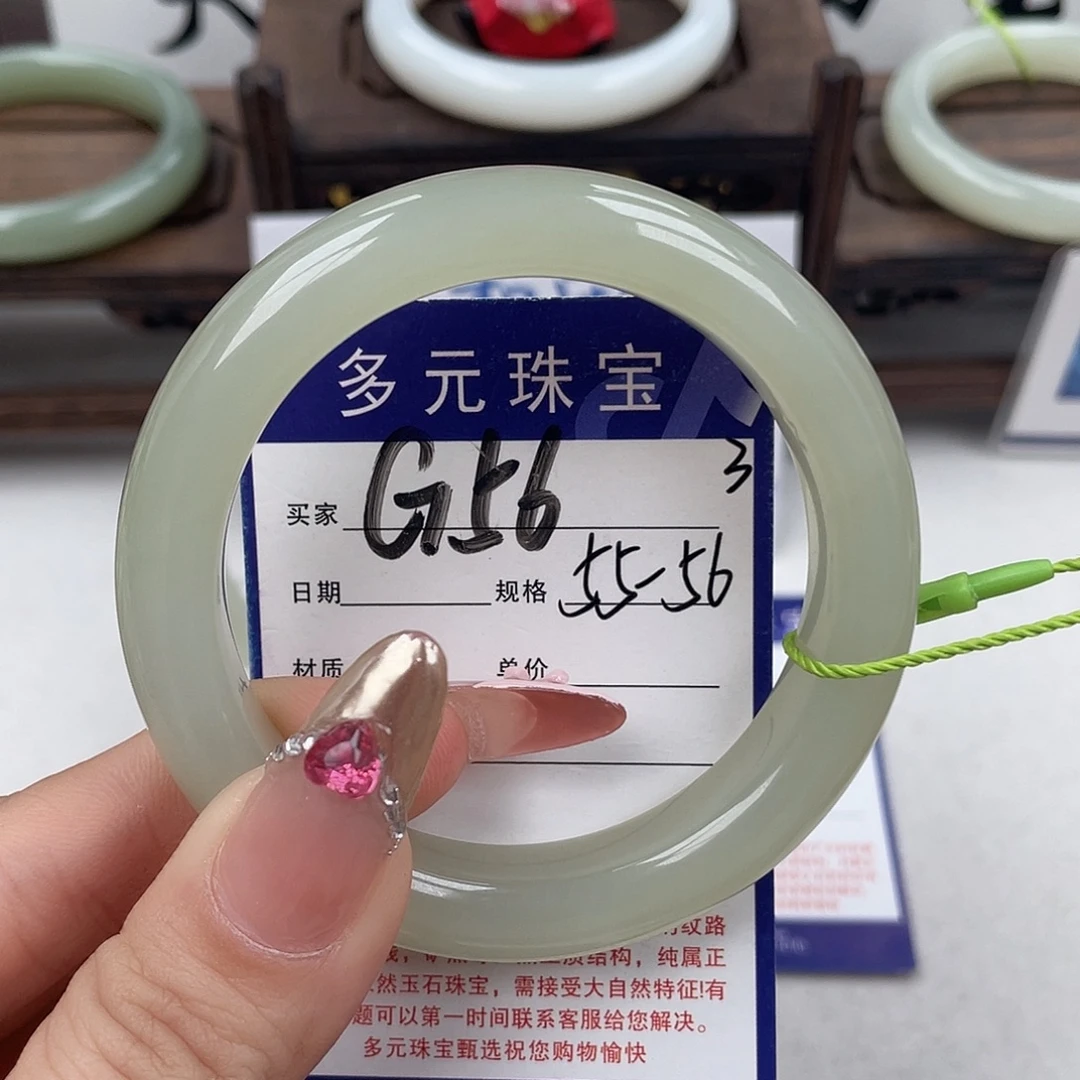 多元珠宝
3
买家 G56
日期 规格 55-56
材质 单价
纹路
质结构，纯属正
然玉石珠宝，需接受大自然特征!有
题可以第一时间联系客服给您解决。
多元珠宝甄选祝您购物愉快